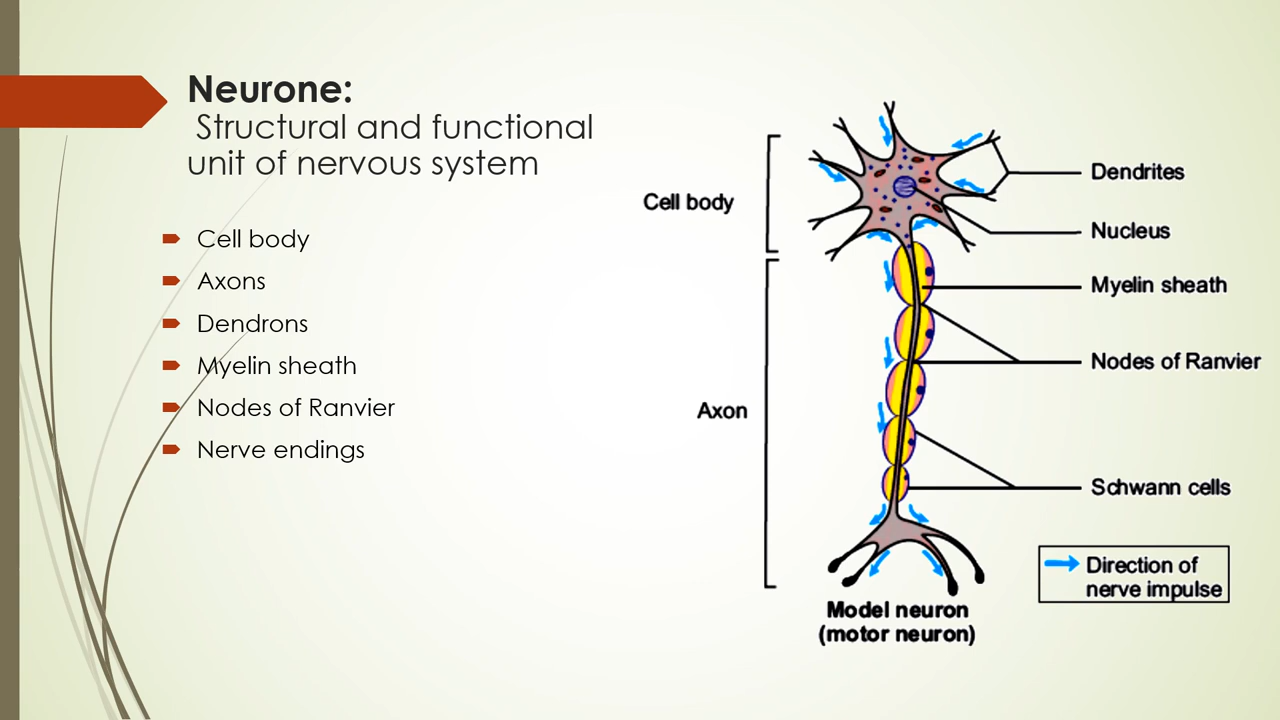 Neurone:
Structural and functional
unit of nervous system
Cell body
Axons
Dendrons
Myelin sheath
Nodes of Ranvier
Nerve endings
Cell body
Axon
Dendrites
Nucleus
Myelin sheath
Nodes of Ranvier
Schwann cells
Direction of
nerve impulse
Model neuron
(motor neuron)